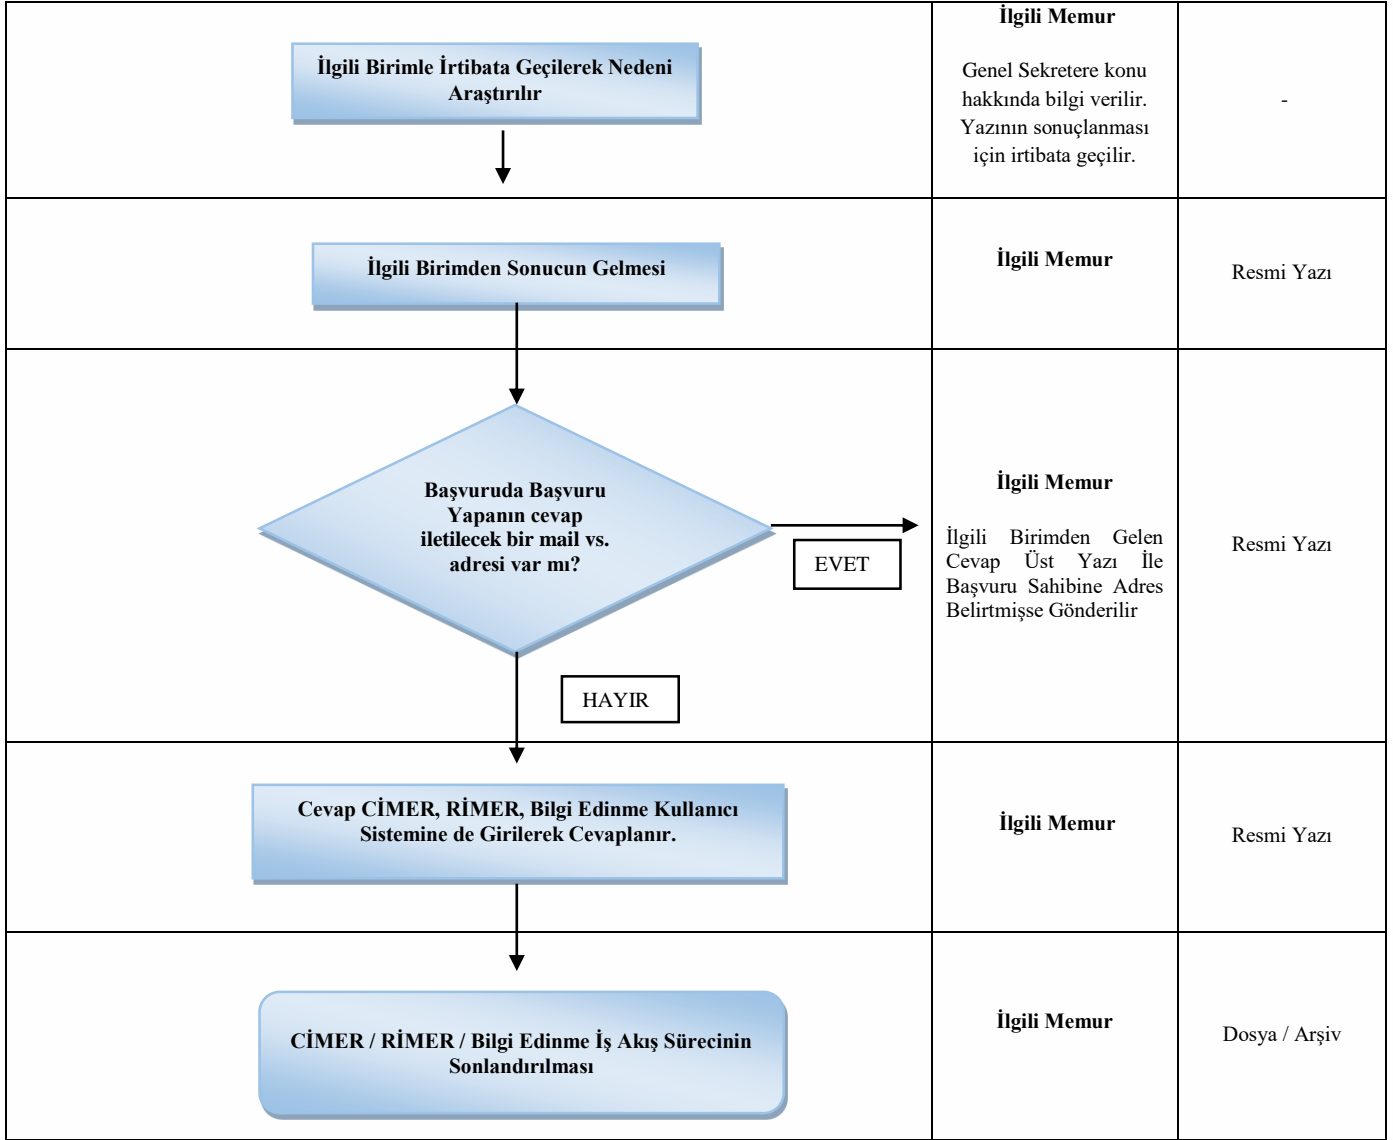 İlgili Birimle İrtibata Geçilerek Nedeni
Araştırılır
İlgili Memur
Genel Sekretere konu
hakkında bilgi verilir.
Yazının sonuçlanması
için irtibata geçilir.
-
İlgili Birimden Sonucun Gelmesi
İlgili Memur
Resmi Yazı
Başvuruda Başvuru
Yapanın cevap
iletilecek bir mail vs.
adresi var mı?
EVET
HAYIR
İlgili Memur
İlgili Birimden Gelen
Cevap Üst Yazı İle
Başvuru Sahibine Adres
Belirtmişse Gönderilir
Resmi Yazı
Cevap CİMER, RİMER, Bilgi Edinme Kullanıcı
Sistemine de Girilerek Cevaplanır.
İlgili Memur
Resmi Yazı
CİMER / RİMER / Bilgi Edinme İş Akış Sürecinin
Sonlandırılması
İlgili Memur
Dosya / Arşiv